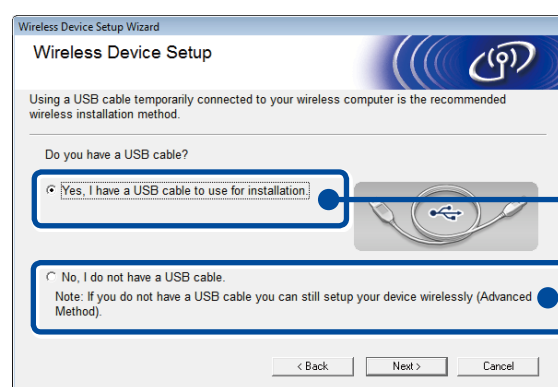 Wireless Device Setup Wizard
Wireless Device Setup
Using a USB cable temporarily connected to your wireless computer is the recommended
wireless installation method.
Do you have a USB cable?
Yes, I have a USB cable to use for installation.
No, I do not have a USB cable.
Note: If you do not have a USB cable you can still setup your device wirelessly (Advanced
Method).
< Back Next > Cancel